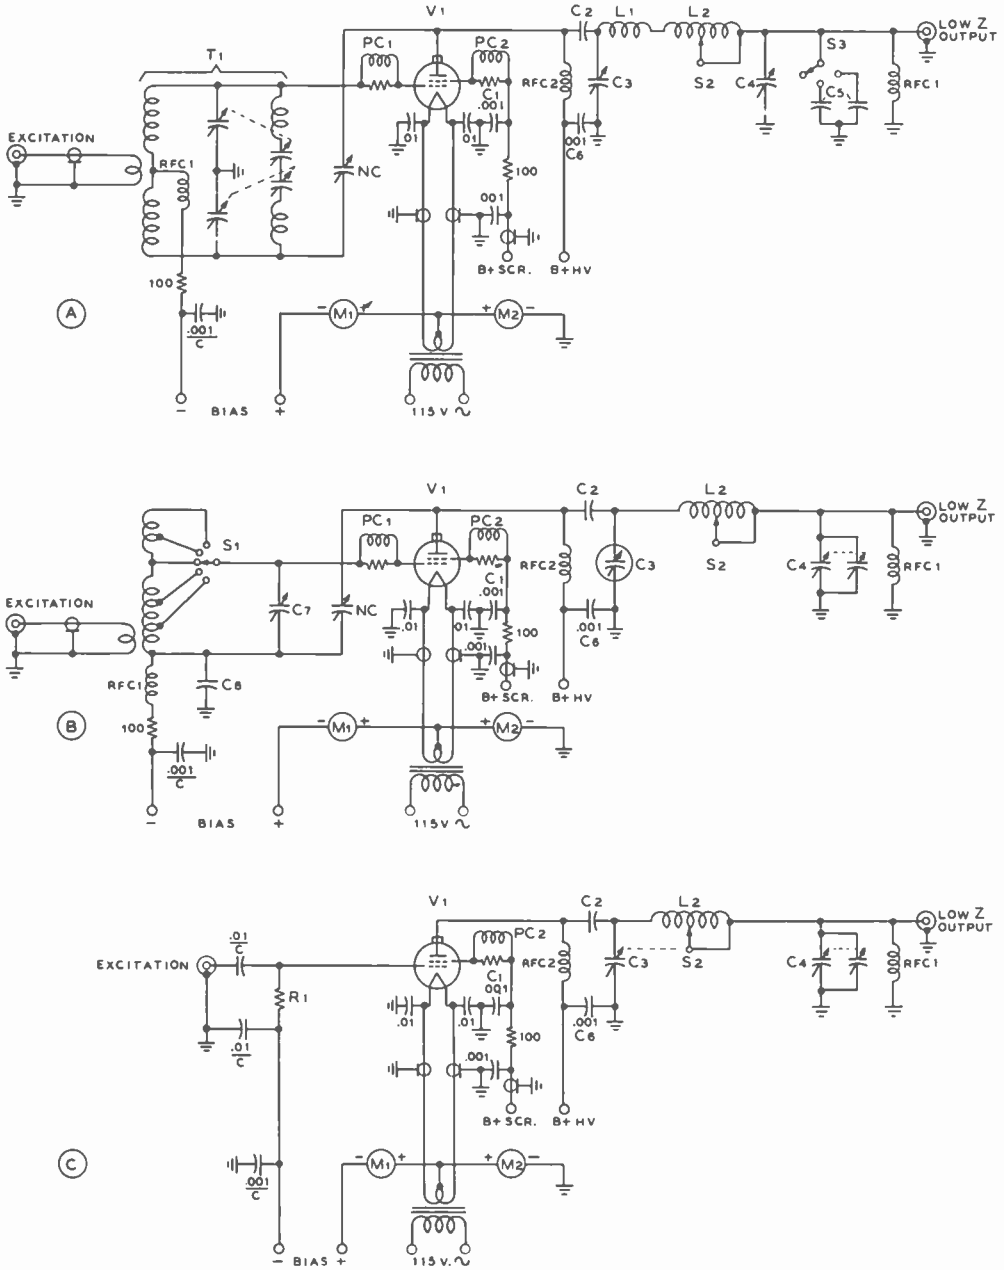 V1
C2 L1 L2
LOW Z
OUTPUT
T1
PC1 PC2
S3
RFC2 C3 S2 C4 C5 RFC1
C1
.001
EXCITATION
.01 .01
RFC1
NC
.001
C6
100
.001
B+SCR. B+HV
100
A
- M1 + + M2 -
.001
C
- BIAS +
115V ~
V1
C2 L2
LOW Z
OUTPUT
PC1 PC2
S1
RFC2 C3 S2 C4 RFC1
C1
.001
EXCITATION
C7 NC
.01 .01
.001
C6
100
.001
RFC1 C8
B+SCR. B+HV
B
100
- M1 + + M2 -
.001
C
- BIAS +
115V ~
V1
C2 L2
LOW Z
OUTPUT
PC2
.01
C
EXCITATION
RFC2 C3 S2 C4 RFC1
C1
.001
R1
.01 .01
.001
C6
100
.01
C
.001
B+SCR. B+HV
C
- M1 + + M2 -
.001
C
- BIAS +
115V. ~